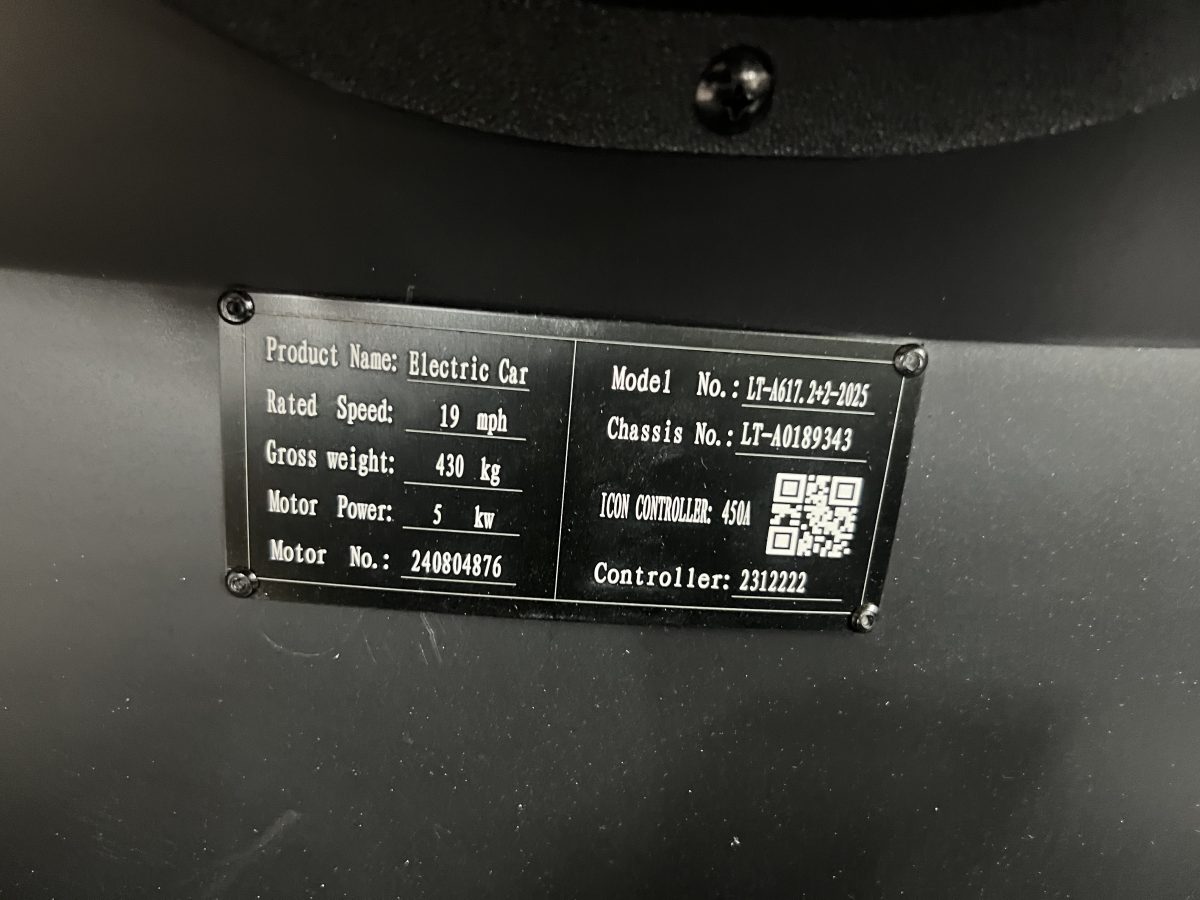 Product Name: Electric Car
Rated Speed: 19 mph
Gross weight: 430 kg
Motor Power: 5 kw
Motor No.: 240804876
Model No.: LT-A617.2+2-2025
Chassis No.: LT-A0189343
ICON CONTROLLER: 450A
Controller: 2312222